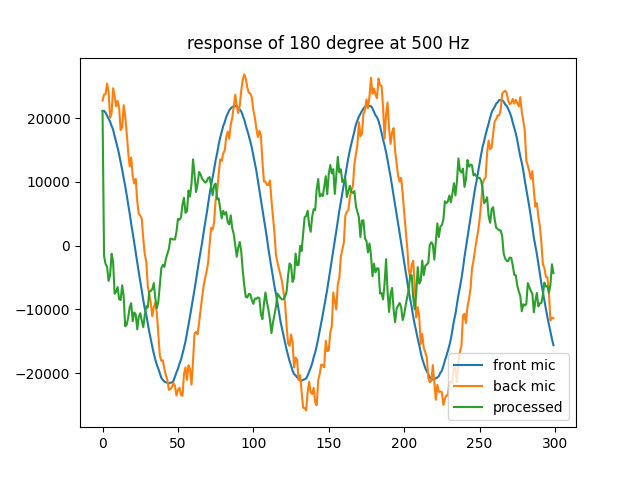 response of 180 degree at 500 Hz
20000
10000
0
−10000
−20000
front mic
back mic
processed
0 50 100 150 200 250 300